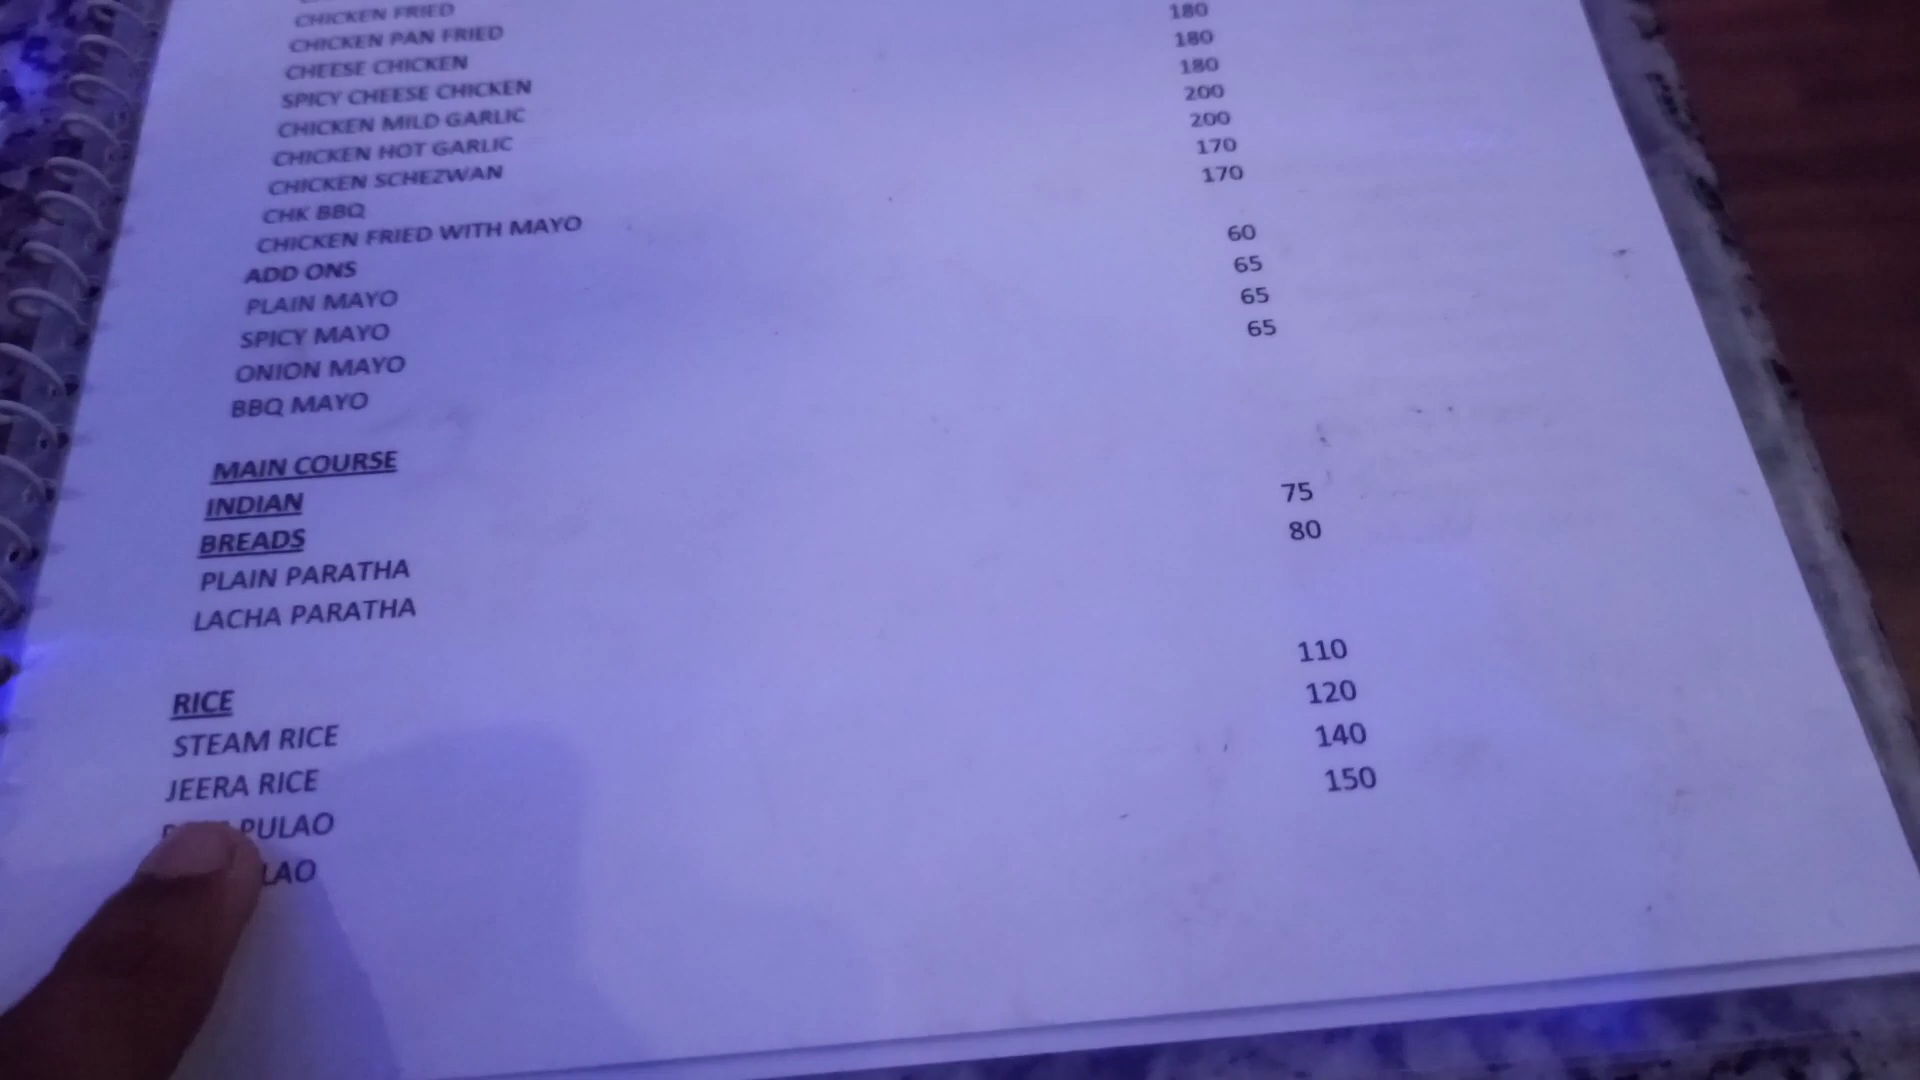 CHICKEN FRIED
CHICKEN PAN FRIED 180
CHEESE CHICKEN 180
SPICY CHEESE CHICKEN 180
CHICKEN MILD GARLIC 200
CHICKEN HOT GARLIC 200
CHICKEN SCHEZWAN 170
CHK BBQ 170
CHICKEN FRIED WITH MAYO
ADD ONS
PLAIN MAYO 60
SPICY MAYO 65
ONION MAYO 65
BBQ MAYO 65
MAIN COURSE
INDIAN
BREADS
PLAIN PARATHA 75
LACHA PARATHA 80
RICE
STEAM RICE 110
JEERA RICE 120
PULAO 140
150